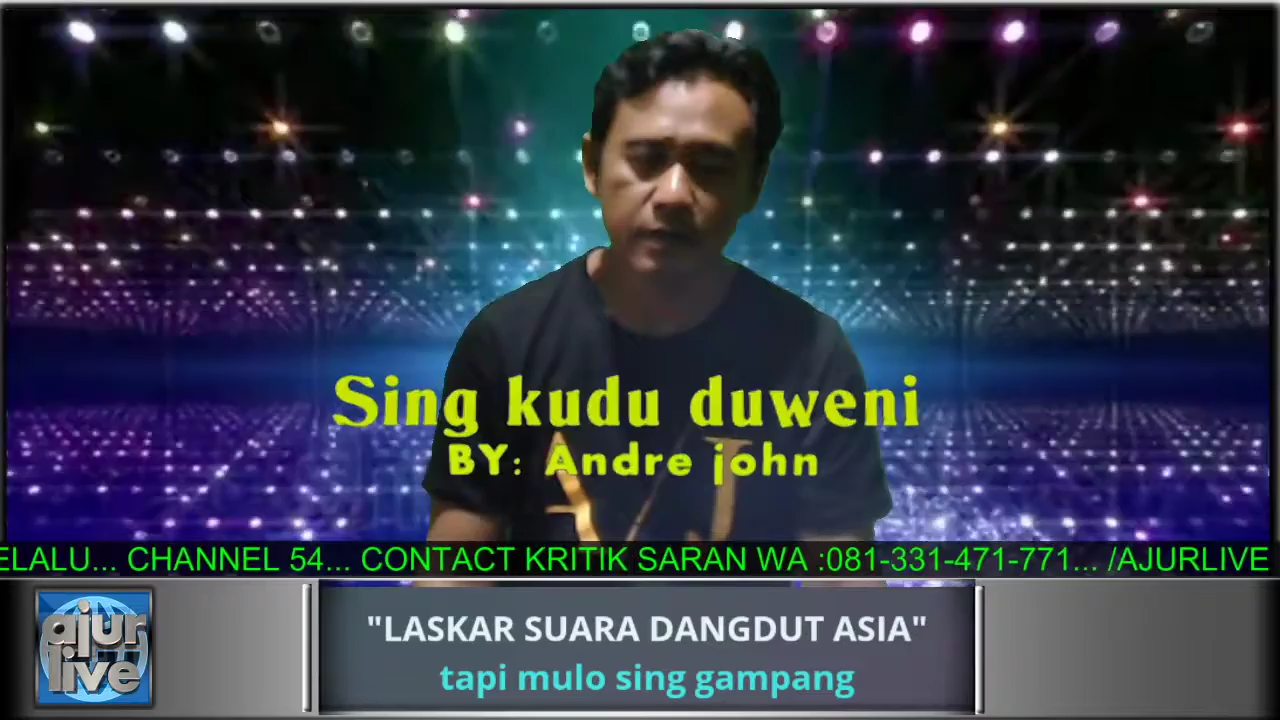 Sing kudu duweni
BY: Andre john
A/J
ELALU... CHANNEL 54... CONTACT KRITIK SARAN WA :081-331-471-771... /AJURLIVE
ajur
live
"LASKAR SUARA DANGDUT ASIA"
tapi mulo sing gampang